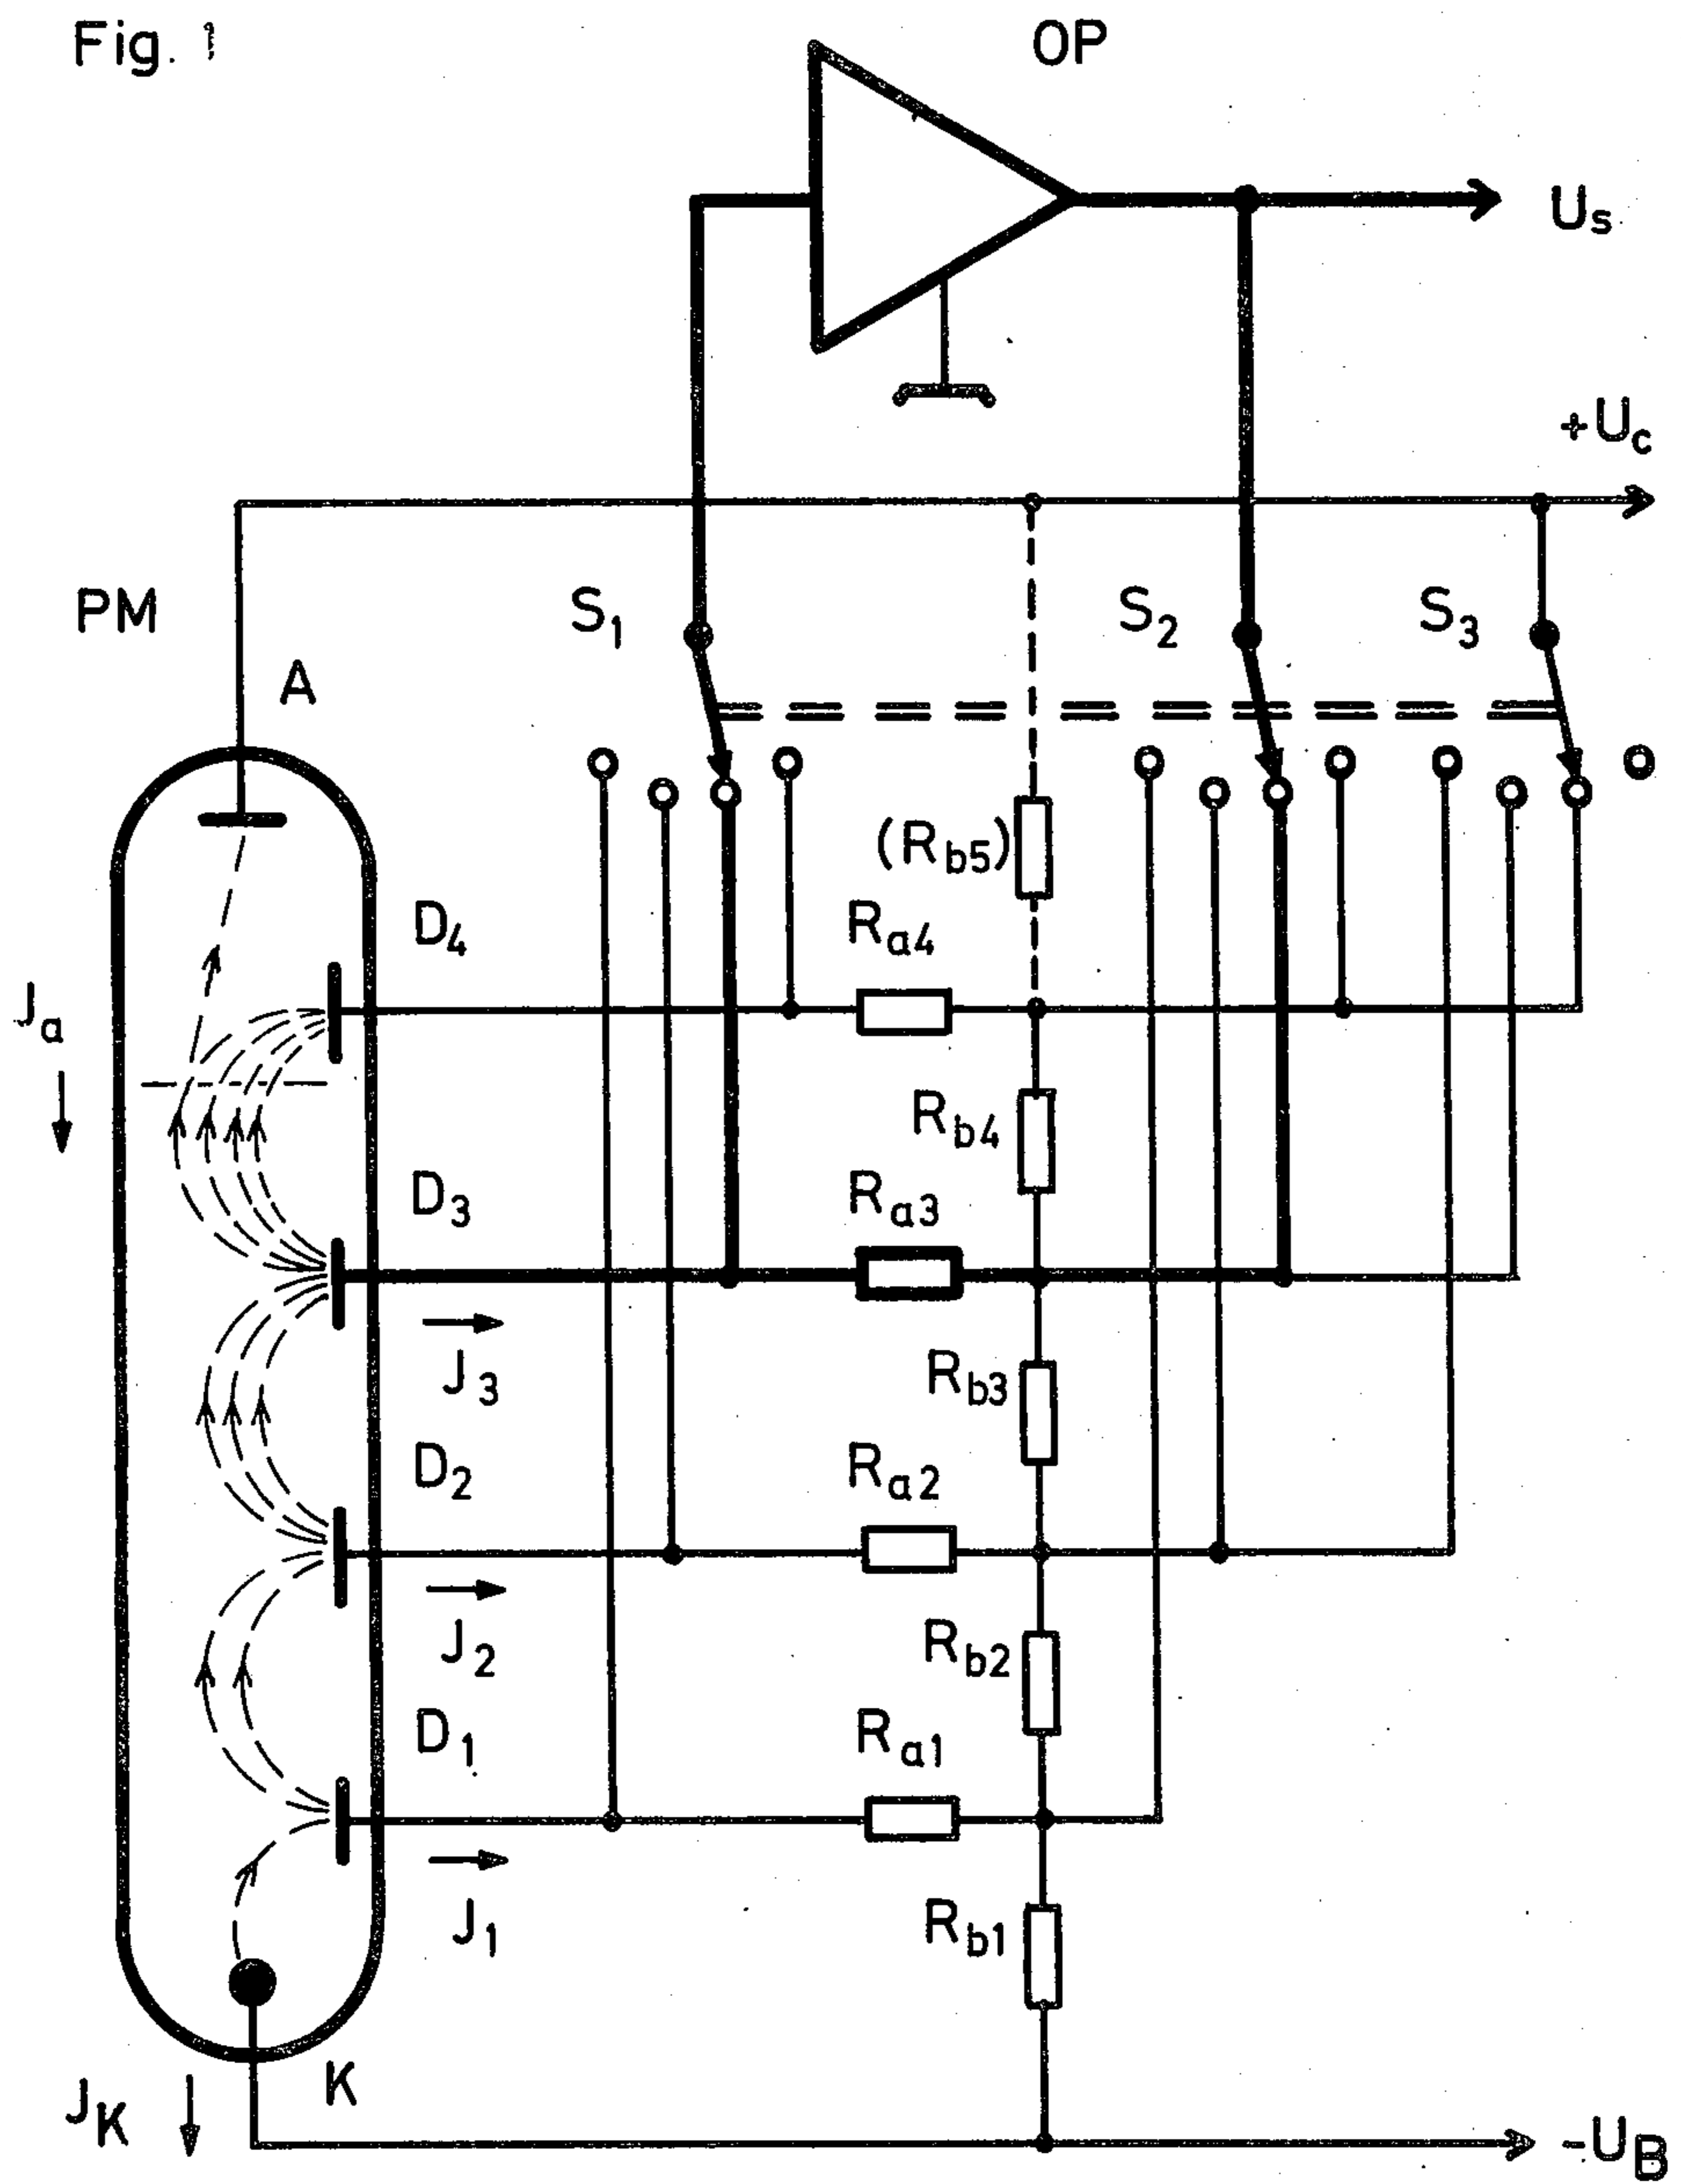 Fig. 1
OP
Us
+Uc
PM
S1
S2
S3
A
(Rb5)
D4
Ra4
Ja
Rb4
D3
Ra3
J3
Rb3
D2
Ra2
J2
Rb2
D1
Ra1
J1
Rb1
K
JK
-UB